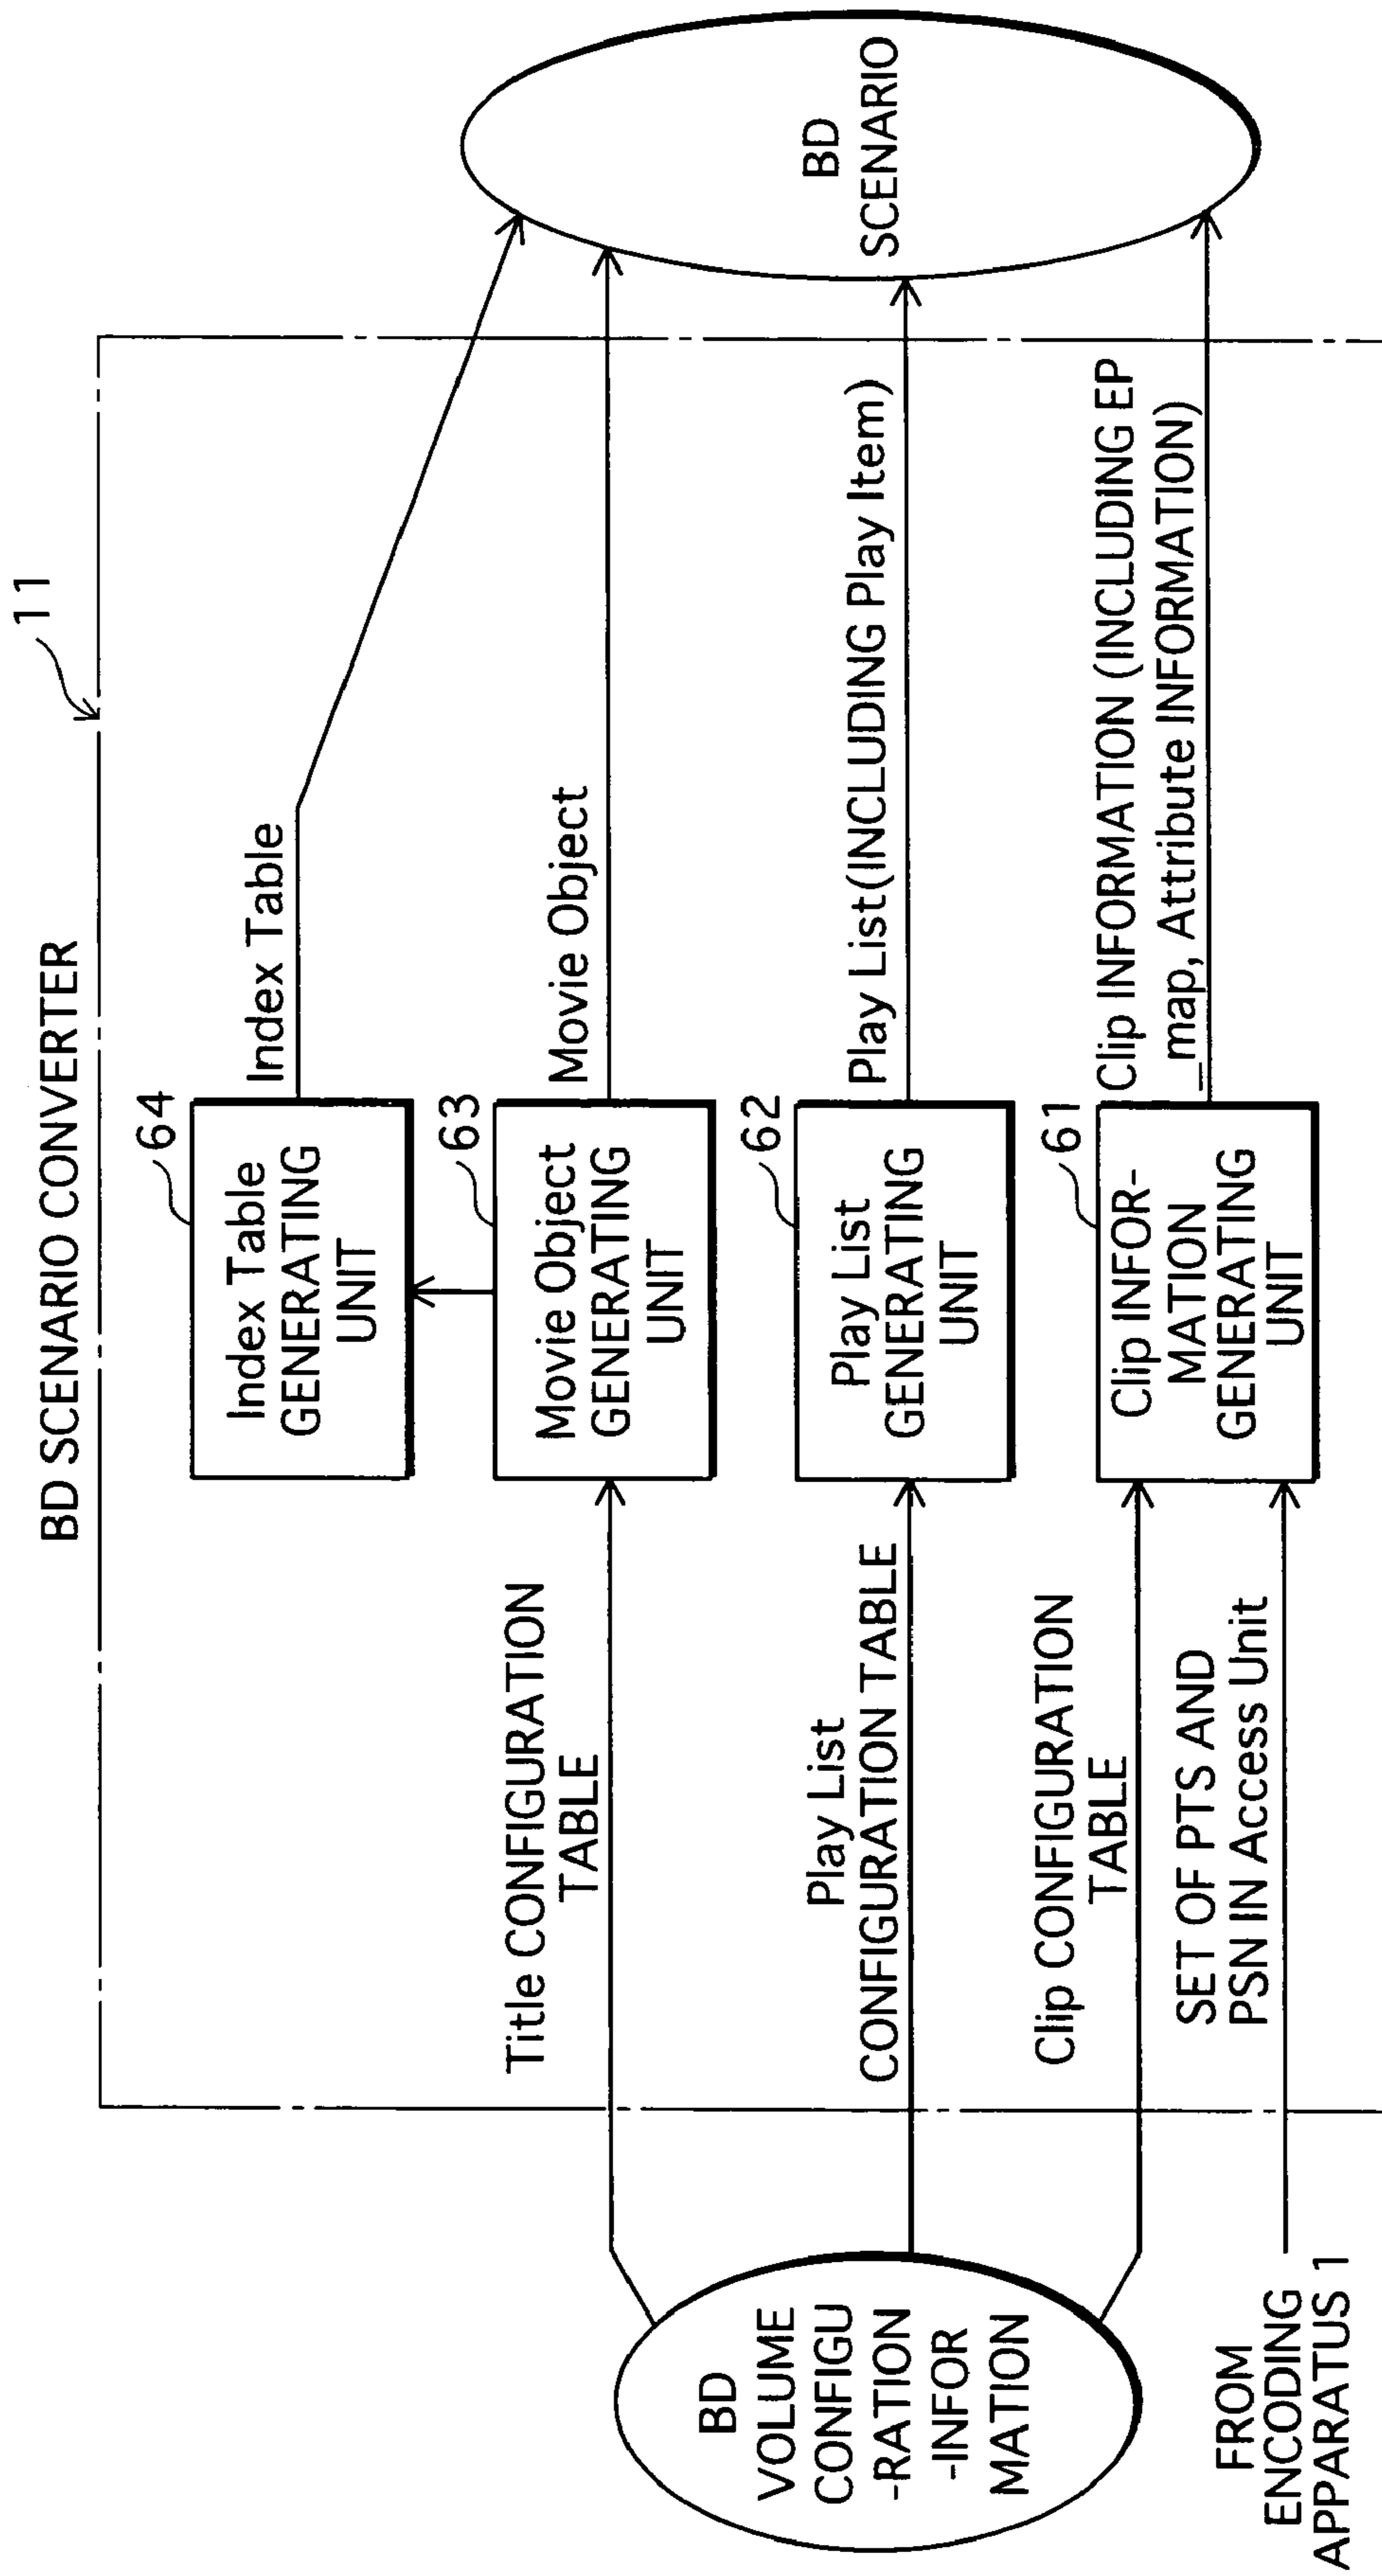 BD SCENARIO CONVERTER
11
BD
VOLUME
CONFIGU
-RATION
-INFOR
MATION
FROM
ENCODING
APPARATUS 1
Title CONFIGURATION
TABLE
Play List
CONFIGURATION TABLE
Clip CONFIGURATION
TABLE
SET OF PTS AND
PSN IN Access Unit
64
Index Table
GENERATING
UNIT
63
Movie Object
GENERATING
UNIT
62
Play List
GENERATING
UNIT
61
Clip INFOR-
MATION
GENERATING
UNIT
Index Table
Movie Object
Play List(INCLUDING Play Item)
Clip INFORMATION (INCLUDING EP
_map, Attribute INFORMATION)
BD
SCENARIO